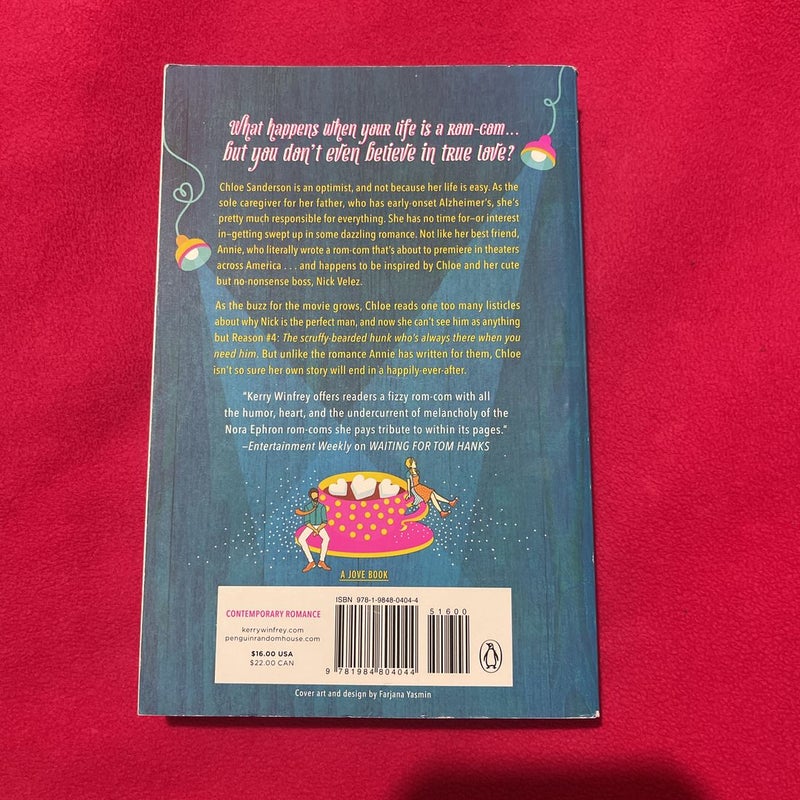 What happens when your life is a rom-com...
but you don't even believe in true love?
Chloe Sanderson is an optimist, and not because her life is easy. As the
sole caregiver for her father, who has early-onset Alzheimer's, she's
pretty much responsible for everything. She has no time for—or interest
in—getting swept up in some dazzling romance. Not like her best friend,
Annie, who literally wrote a rom-com that's about to premiere in theaters
across America . . . and happens to be inspired by Chloe and her cute
but no-nonsense boss, Nick Velez.
As the buzz for the movie grows, Chloe reads one too many listicles
about why Nick is the perfect man, and now she can't see him as anything
but Reason #4: The scruffy-bearded hunk who's always there when you
need him. But unlike the romance Annie has written for them, Chloe
isn't so sure her own story will end in a happily-ever-after.
"Kerry Winfrey offers readers a fizzy rom-com with all
the humor, heart, and the undercurrent of melancholy of the
Nora Ephron rom-coms she pays tribute to within its pages."
—Entertainment Weekly on WAITING FOR TOM HANKS
A JOVE BOOK
CONTEMPORARY ROMANCE
kerrywinfrey.com
penguinrandomhouse.com
$16.00 USA
$22.00 CAN
ISBN 978-1-9848-0404-4
51600
9 781984 804044
Cover art and design by Farjana Yasmin